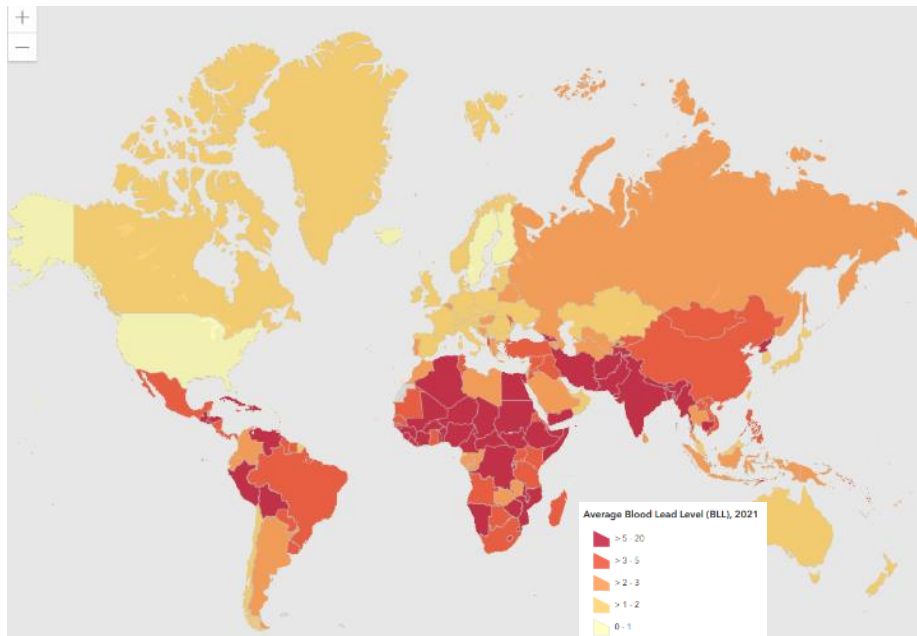 +
−
Average Blood Lead Level (BLL), 2021
> 5 - 20
> 3 - 5
> 2 - 3
> 1 - 2
0 - 1